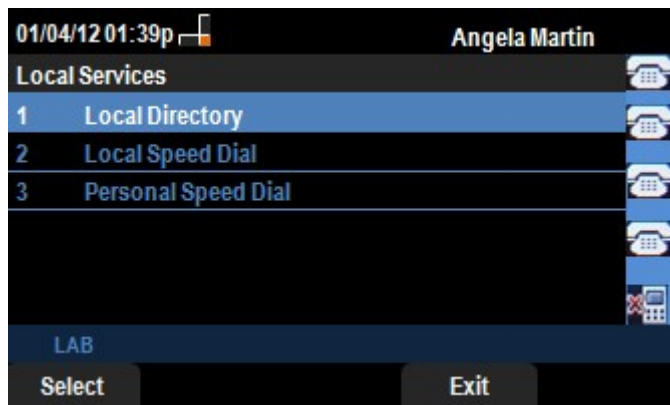 01/04/12 01:39p Angela Martin
Local Services
1 Local Directory
2 Local Speed Dial
3 Personal Speed Dial
LAB
Select Exit